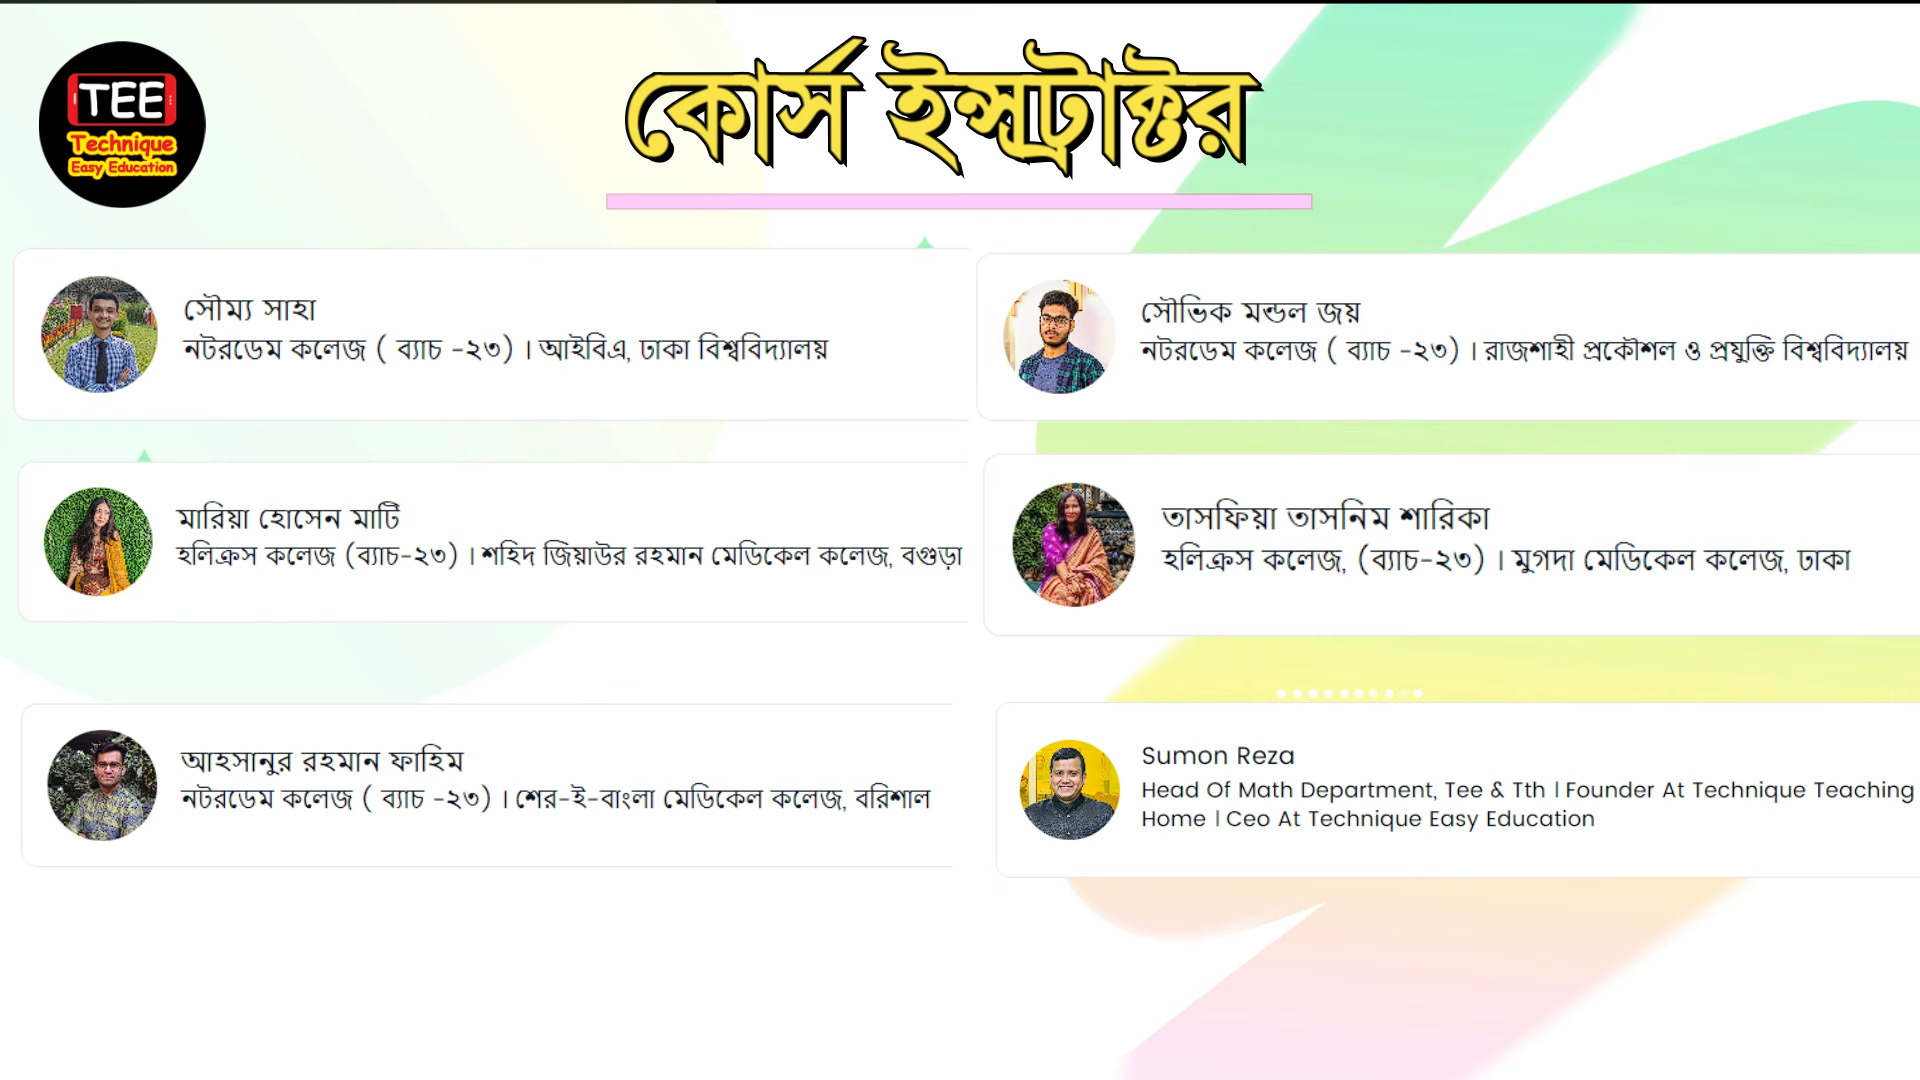 TEE
Technique
Easy Education
কোর্স ইন্সট্রাক্টর
সৌম্য সাহা
নটরডেম কলেজ ( ব্যাচ -২৩) । আইবিএ, ঢাকা বিশ্ববিদ্যালয়
সৌভিক মন্ডল জয়
নটরডেম কলেজ ( ব্যাচ -২৩) । রাজশাহী প্রকৌশল ও প্রযুক্তি বিশ্ববিদ্যালয়
মারিয়া হোসেন মাটি
হলিক্রস কলেজ (ব্যাচ-২৩) । শহিদ জিয়াউর রহমান মেডিকেল কলেজ, বগুড়া
তাসফিয়া তাসনিম শারিকা
হলিক্রস কলেজ, (ব্যাচ-২৩) । মুগদা মেডিকেল কলেজ, ঢাকা
আহসানুর রহমান ফাহিম
নটরডেম কলেজ ( ব্যাচ -২৩) । শের-ই-বাংলা মেডিকেল কলেজ, বরিশাল
Sumon Reza
Head Of Math Department, Tee & Tth । Founder At Technique Teaching
Home । Ceo At Technique Easy Education